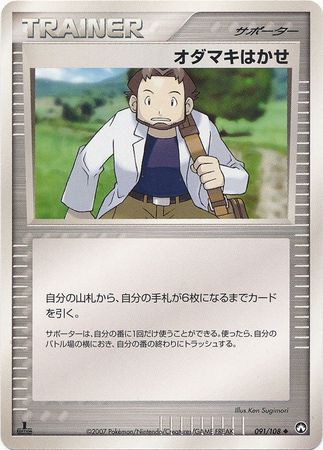 TRAINER
サポーター
オダマキはかせ
自分の山札から、自分の手札が6枚になるまでカード
を引く。
サポーターは、自分の番に1回だけ使うことができる。使ったら、自分の
バトル場の横におき、自分の番の終わりにトラッシュする。
Illus.Ken Sugimori
1
EDITION
©2007 Pokémon/Nintendo/Creatures/GAME FREAK.
091/108